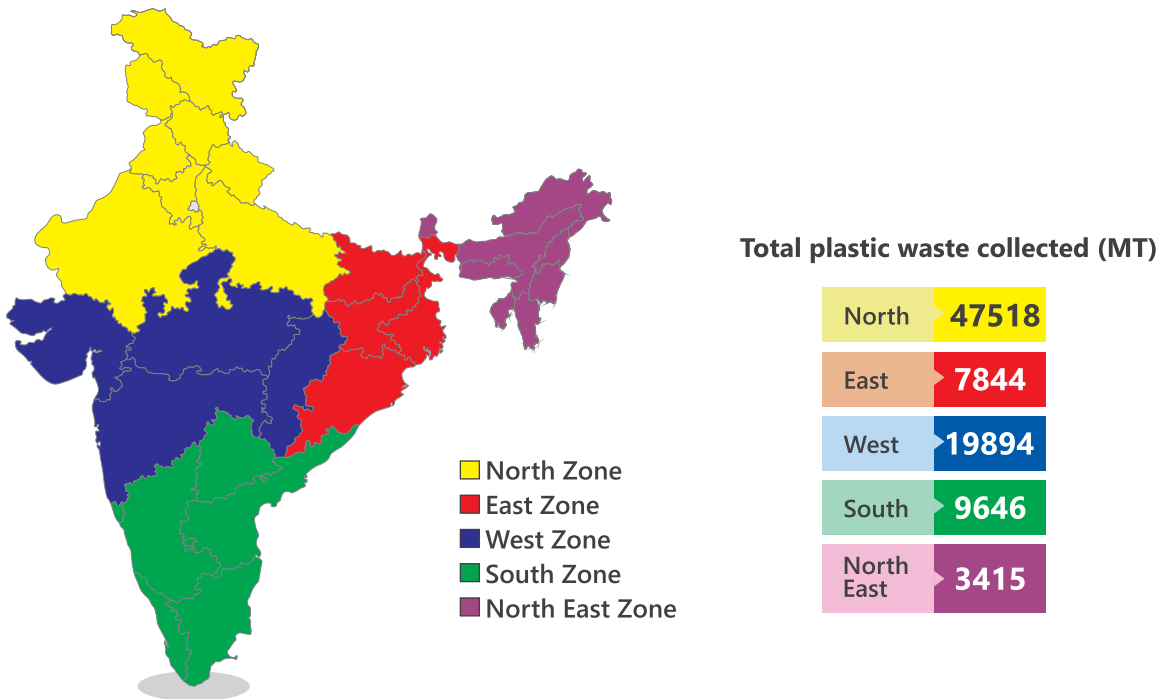 Total plastic waste collected (MT)
North 47518
East 7844
West 19894
South 9646
North
East 3415
North Zone
East Zone
West Zone
South Zone
North East Zone